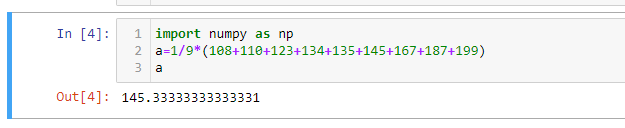 In [4]:
1 import numpy as np
2 a=1/9*(108+110+123+134+135+145+167+187+199)
3 a
Out[4]: 145.33333333333331